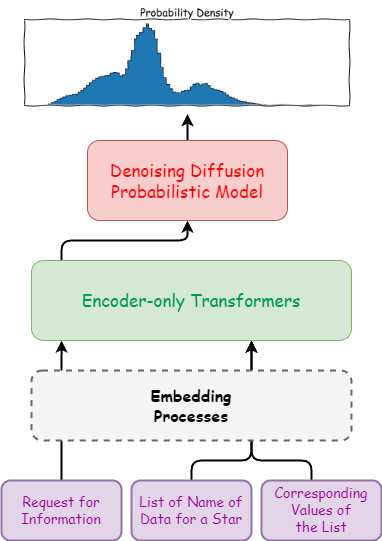 Probability Density
Denoising Diffusion
Probabilistic Model
Encoder-only Transformers
Embedding
Processes
Request for
Information
List of Name of
Data for a Star
Corresponding
Values of
the List